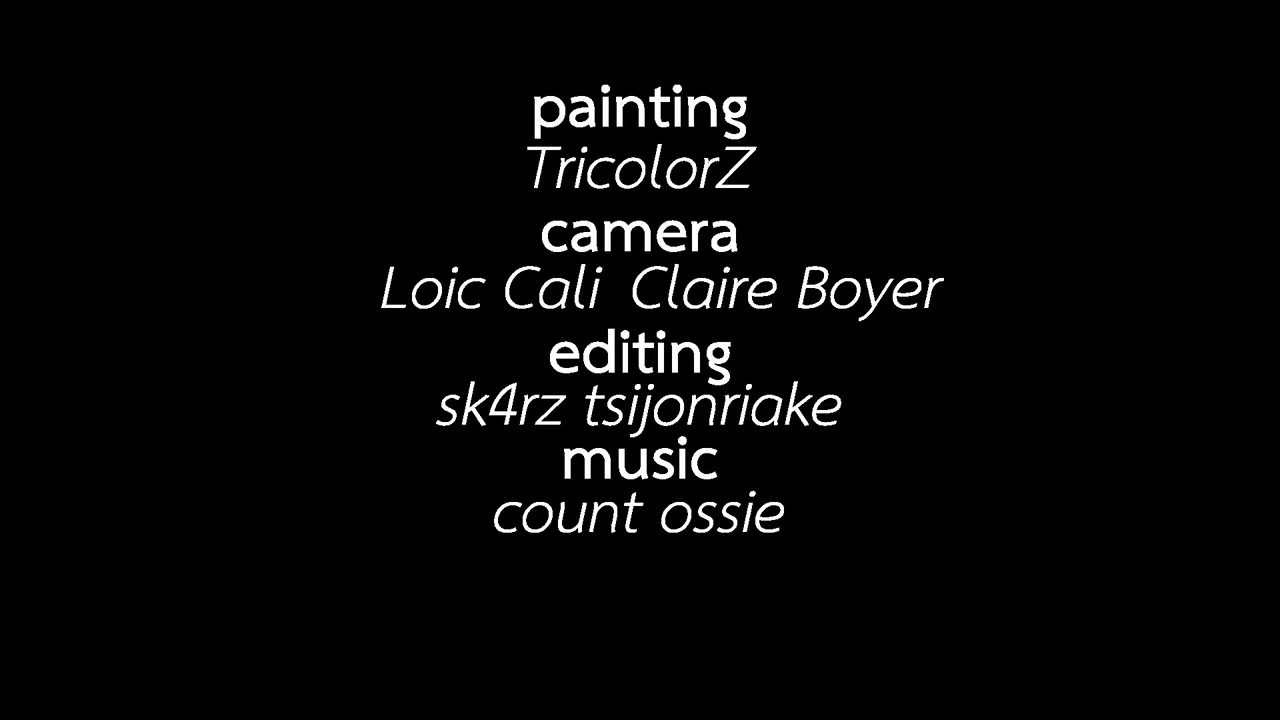 painting
TricolorZ
camera
Loic Cali Claire Boyer
editing
sk4rz tsijonriake
music
count ossie